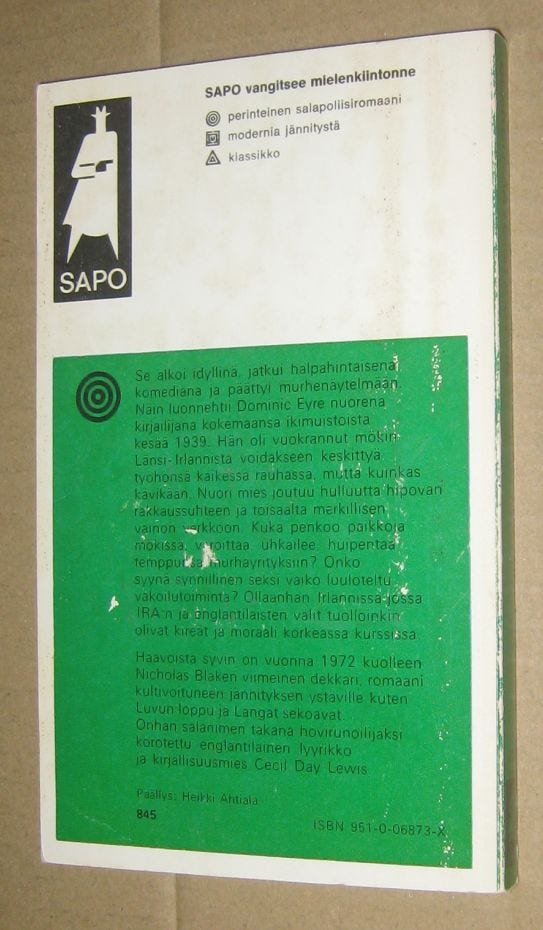 SAPO vangitsee mielenkiintonne
perinteinen salapoliisiromaani
modernia jännitystä
klassikko
SAPO
Se alkoi idyllinä, jatkui halpahintaisena
komediana ja päättyi murhenäytelmään.
Näin luonnehtii Dominic Eyre nuorena
kirjailijana kokemaansa ikimuistoista
kesää 1939. Hän oli vuokrannut mökin
Länsi-Irlannista voidakseen keskittyä
työhönsä kaikessa rauhassa, mutta kuinkas
kävikään. Nuori mies joutuu hulluutta hipovan
rakkaussuhteen ja toisaalta merkillisen
vainon verkkoon. Kuka penkoo paikkoja
mökissä, varoittaa, uhkailee, huipentaa
temppunsa murhayrityksiin? Onko
syynä synnillinen seksi vaiko luuloteltu
vakoilutoiminta? Ollaanhan Irlannissa jossa
IRA:n ja englantilaisten välit tuolloinkin
olivat kireät ja moraali korkeassa kurssissa.
Haavoista syvin on vuonna 1972 kuolleen
Nicholas Blaken viimeinen dekkari, romaani
kultivoituneen jännityksen ystäville kuten
Luvun loppu ja Langat sekoavat.
Onhan salanimen takana hovirunoilijaksi
korotettu englantilainen lyyrikko
ja kirjallisuusmies Cecil Day Lewis.
Päällys: Heikki Ahtiala
845
ISBN 951-0-06873-X